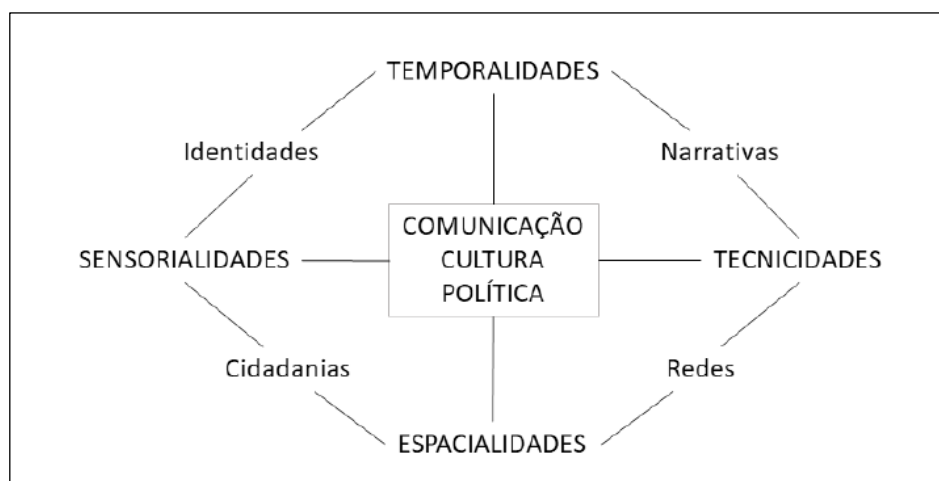 TEMPORALIDADES
Identidades
Narrativas
COMUNICAÇÃO
CULTURA
POLÍTICA
SENSORIALIDADES
TECNICIDADES
Cidadanias
Redes
ESPACIALIDADES